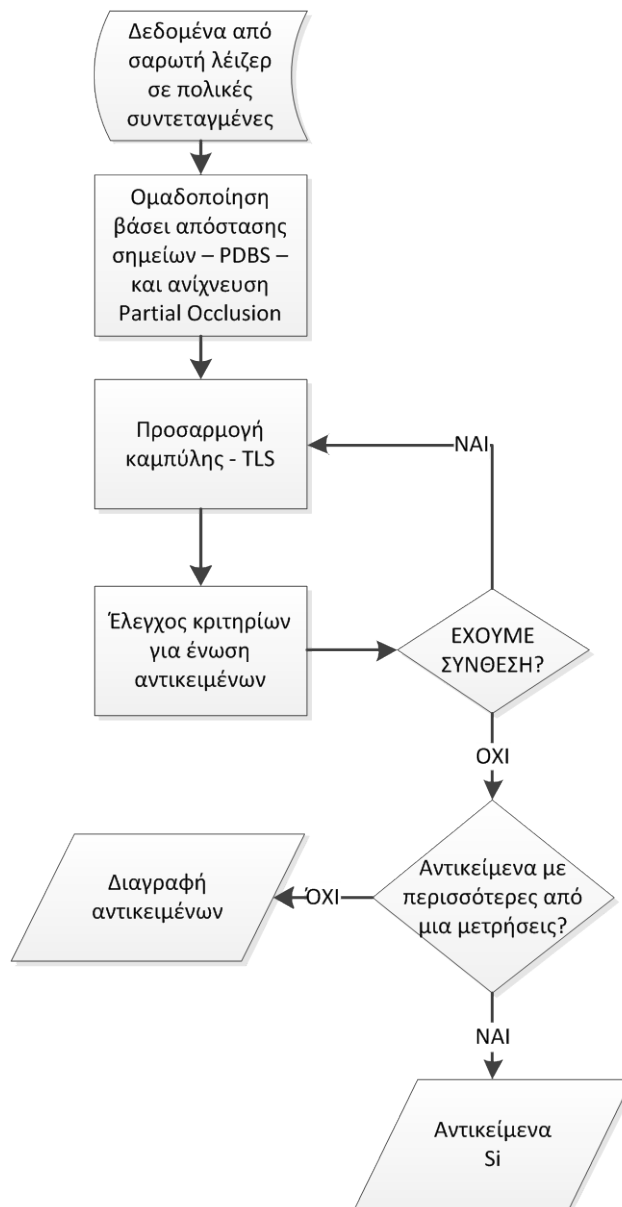 Δεδομένα από
σαρωτή λέιζερ
σε πολικές
συντεταγμένες
Ομαδοποίηση
βάσει απόστασης
σημείων – PDBS –
και ανίχνευση
Partial Occlusion
Προσαρμογή
καμπύλης - TLS
ΝΑΙ
Έλεγχος κριτηρίων
για ένωση
αντικειμένων
ΕΧΟΥΜΕ
ΣΥΝΘΕΣΗ?
ΟΧΙ
Αντικείμενα με
περισσότερες από
μια μετρήσεις?
ΌΧΙ
Διαγραφή
αντικειμένων
ΝΑΙ
Αντικείμενα
Si